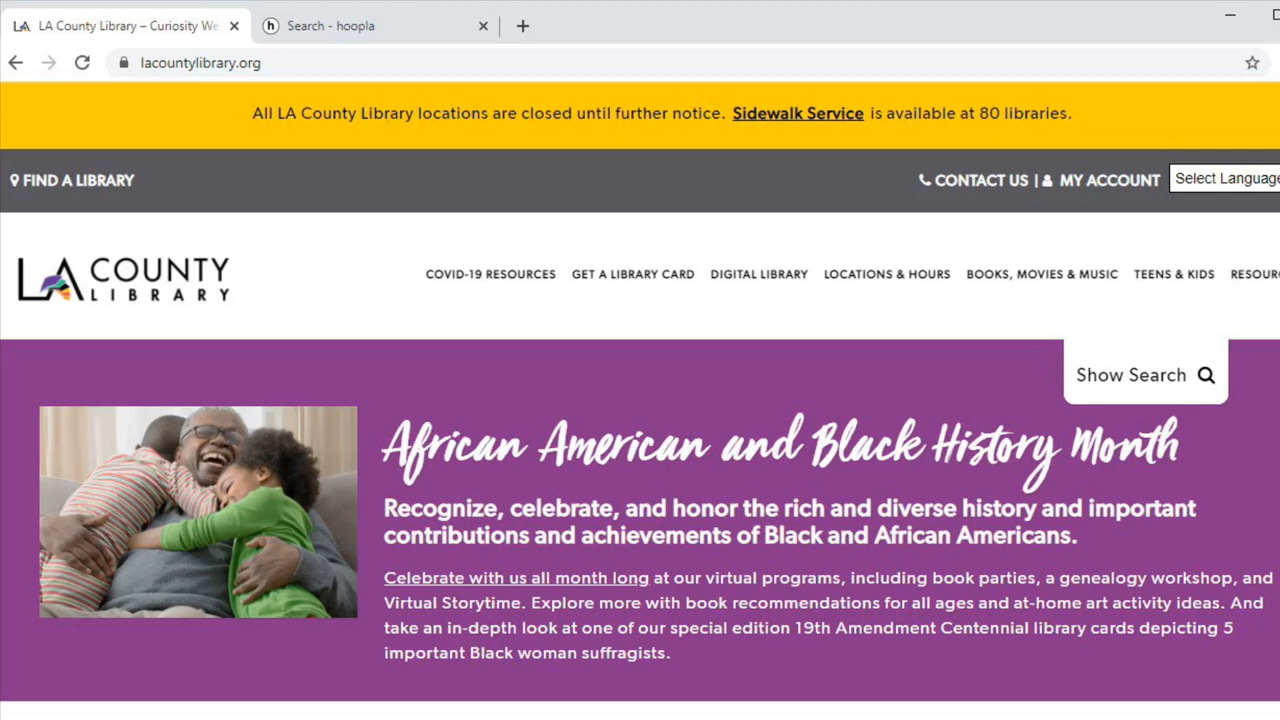 LA County Library – Curiosity We
Search - hoopla
lacountylibrary.org
All LA County Library locations are closed until further notice. Sidewalk Service is available at 80 libraries.
FIND A LIBRARY
CONTACT US | MY ACCOUNT
Select Language
LA COUNTY LIBRARY
COVID-19 RESOURCES GET A LIBRARY CARD DIGITAL LIBRARY LOCATIONS & HOURS BOOKS, MOVIES & MUSIC TEENS & KIDS RESOUR
Show Search
African American and Black History Month
Recognize, celebrate, and honor the rich and diverse history and important
contributions and achievements of Black and African Americans.
Celebrate with us all month long at our virtual programs, including book parties, a genealogy workshop, and
Virtual Storytime. Explore more with book recommendations for all ages and at-home art activity ideas. And
take an in-depth look at one of our special edition 19th Amendment Centennial library cards depicting 5
important Black woman suffragists.